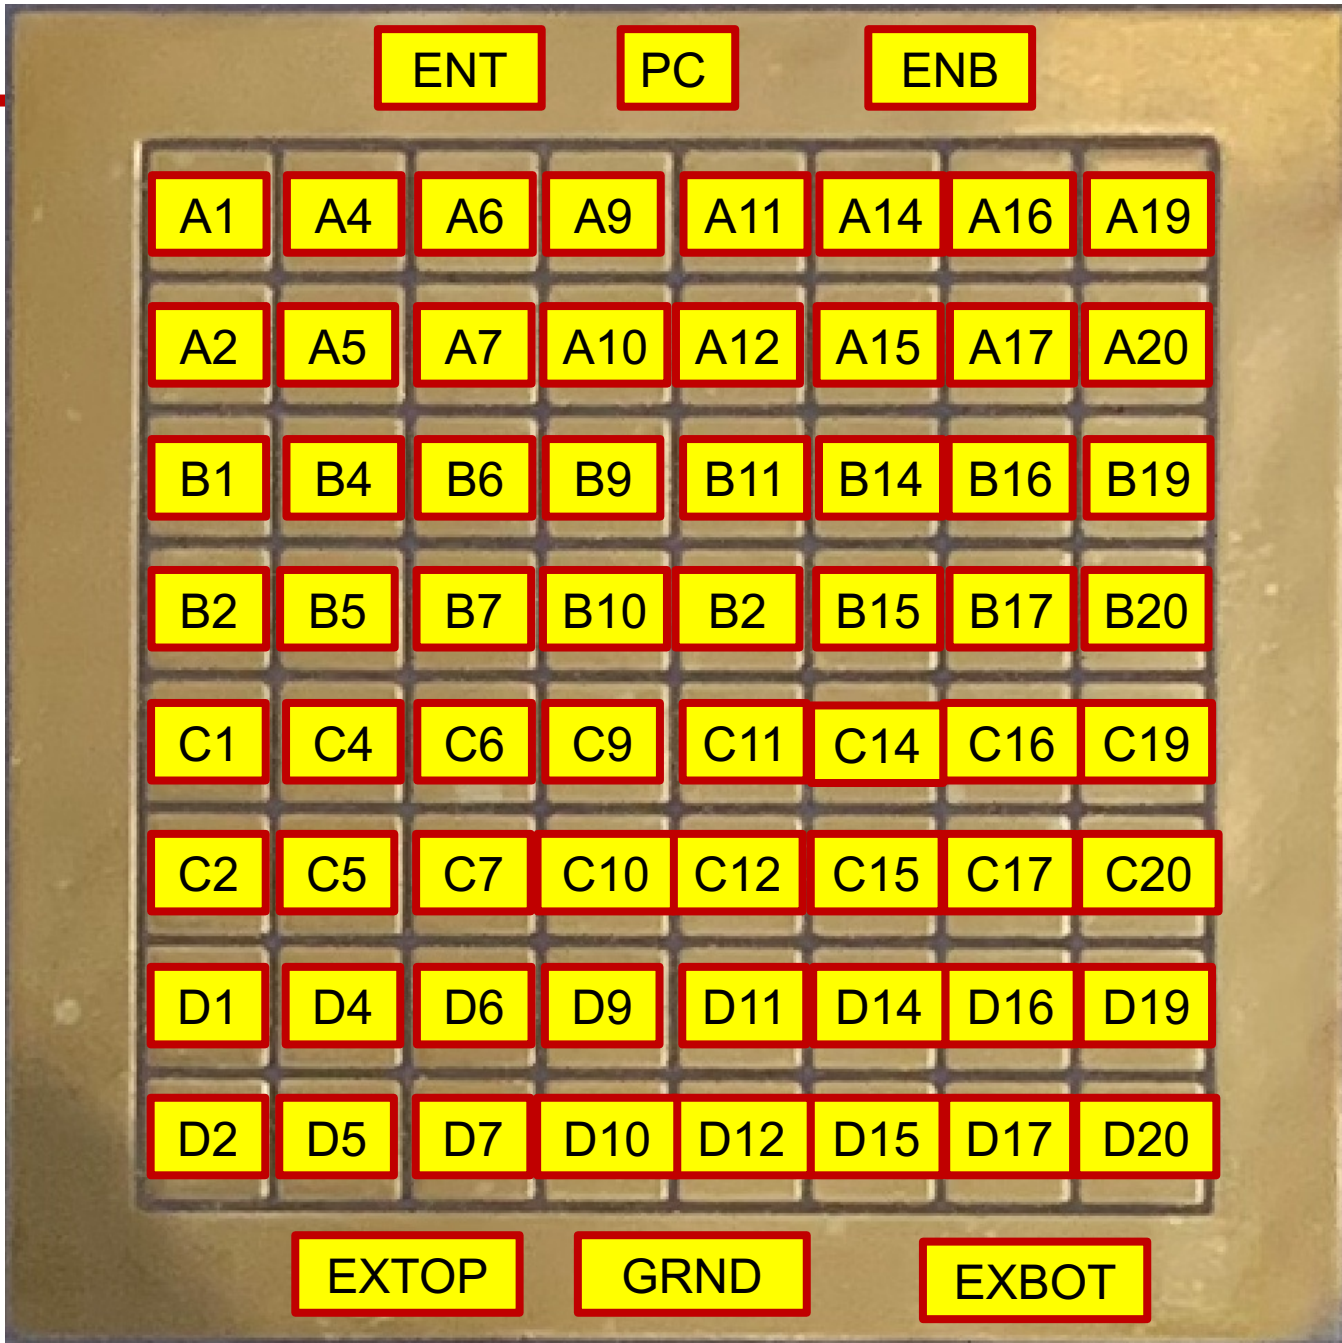 ENT PC ENB
A1 A4 A6 A9 A11 A14 A16 A19
A2 A5 A7 A10 A12 A15 A17 A20
B1 B4 B6 B9 B11 B14 B16 B19
B2 B5 B7 B10 B2 B15 B17 B20
C1 C4 C6 C9 C11 C14 C16 C19
C2 C5 C7 C10 C12 C15 C17 C20
D1 D4 D6 D9 D11 D14 D16 D19
D2 D5 D7 D10 D12 D15 D17 D20
EXTOP GRND EXBOT